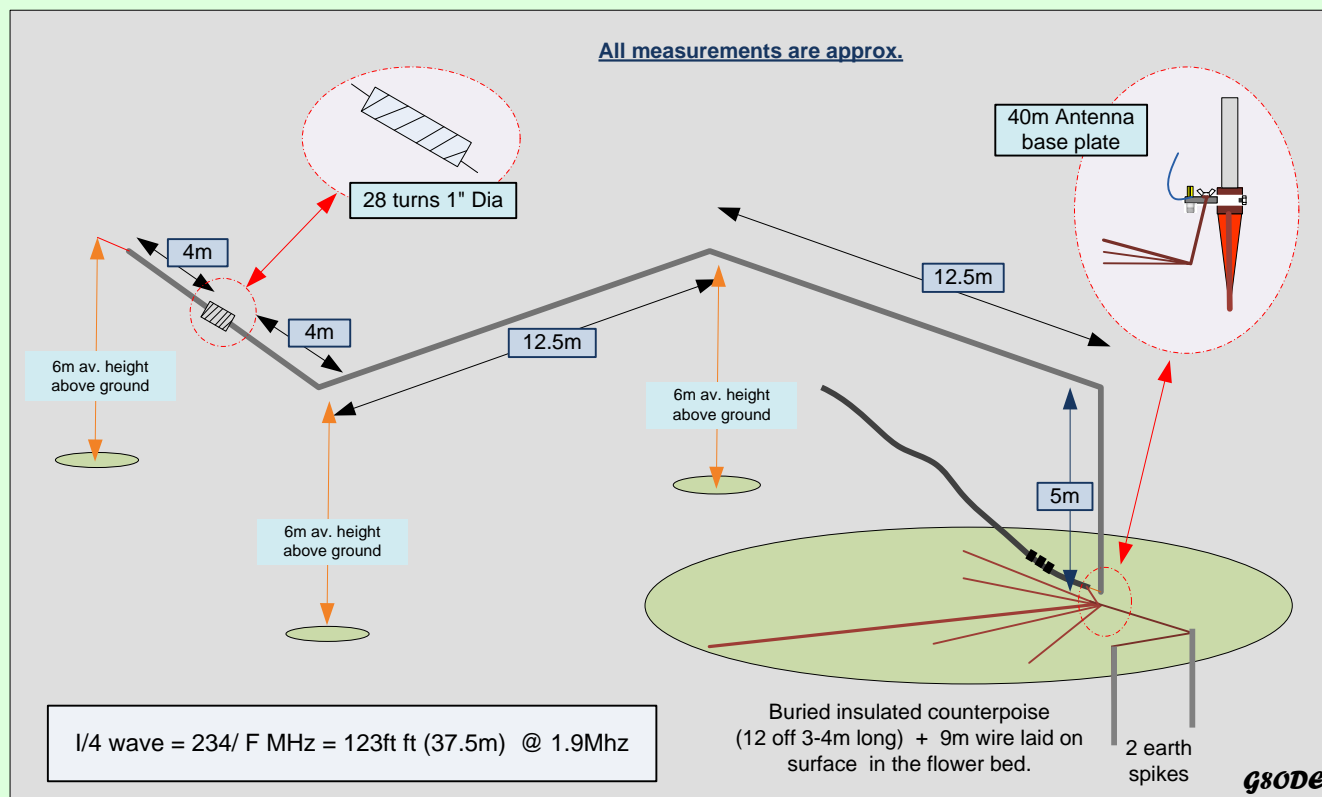 All measurements are approx.
40m Antenna
base plate
28 turns 1" Dia
4m
4m
12.5m
12.5m
6m av. height
above ground
6m av. height
above ground
6m av. height
above ground
5m
I/4 wave = 234/ F MHz = 123ft ft (37.5m) @ 1.9Mhz
Buried insulated counterpoise
(12 off 3-4m long) + 9m wire laid on
surface in the flower bed.
2 earth
spikes
G8ODE